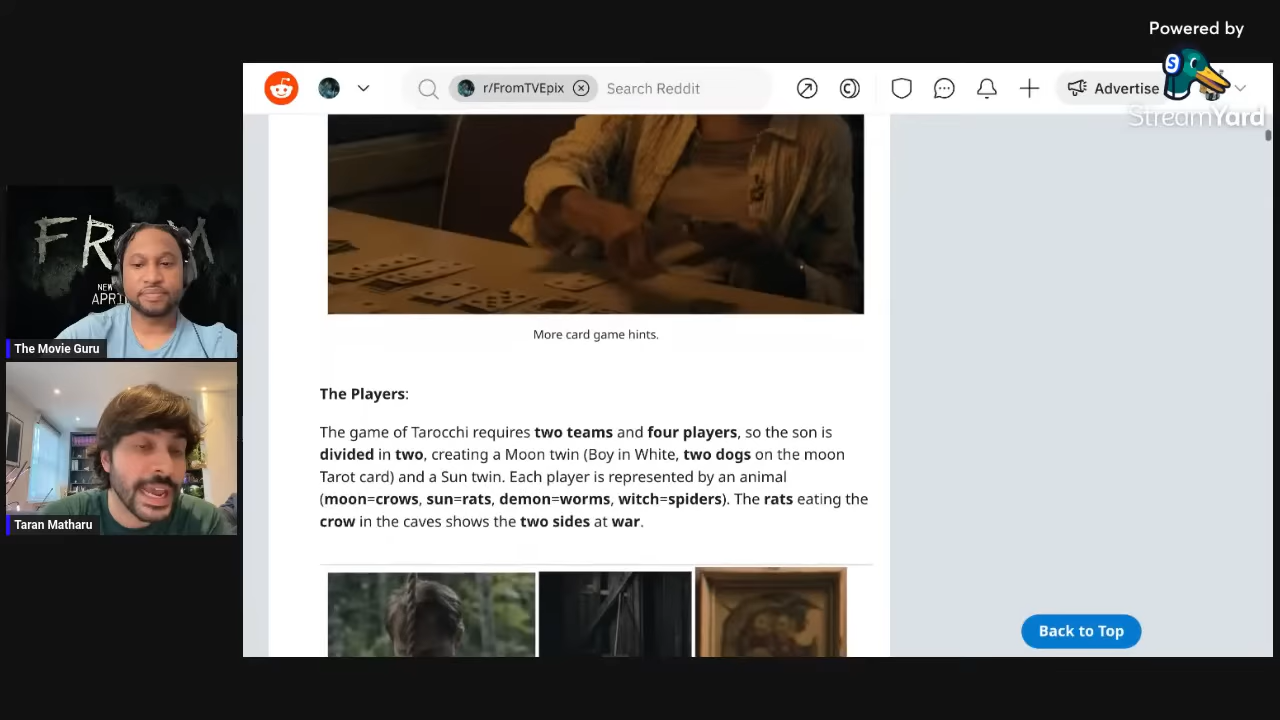 Powered by
StreamYard
r/FromTVEpix
Search Reddit
Advertise
More card game hints.
The Players:
The game of Tarocchi requires two teams and four players, so the son is
divided in two, creating a Moon twin (Boy in White, two dogs on the moon
Tarot card) and a Sun twin. Each player is represented by an animal
(moon=crows, sun=rats, demon=worms, witch=spiders). The rats eating the
crow in the caves shows the two sides at war.
Back to Top
NEW
The Movie Guru
Taran Matharu